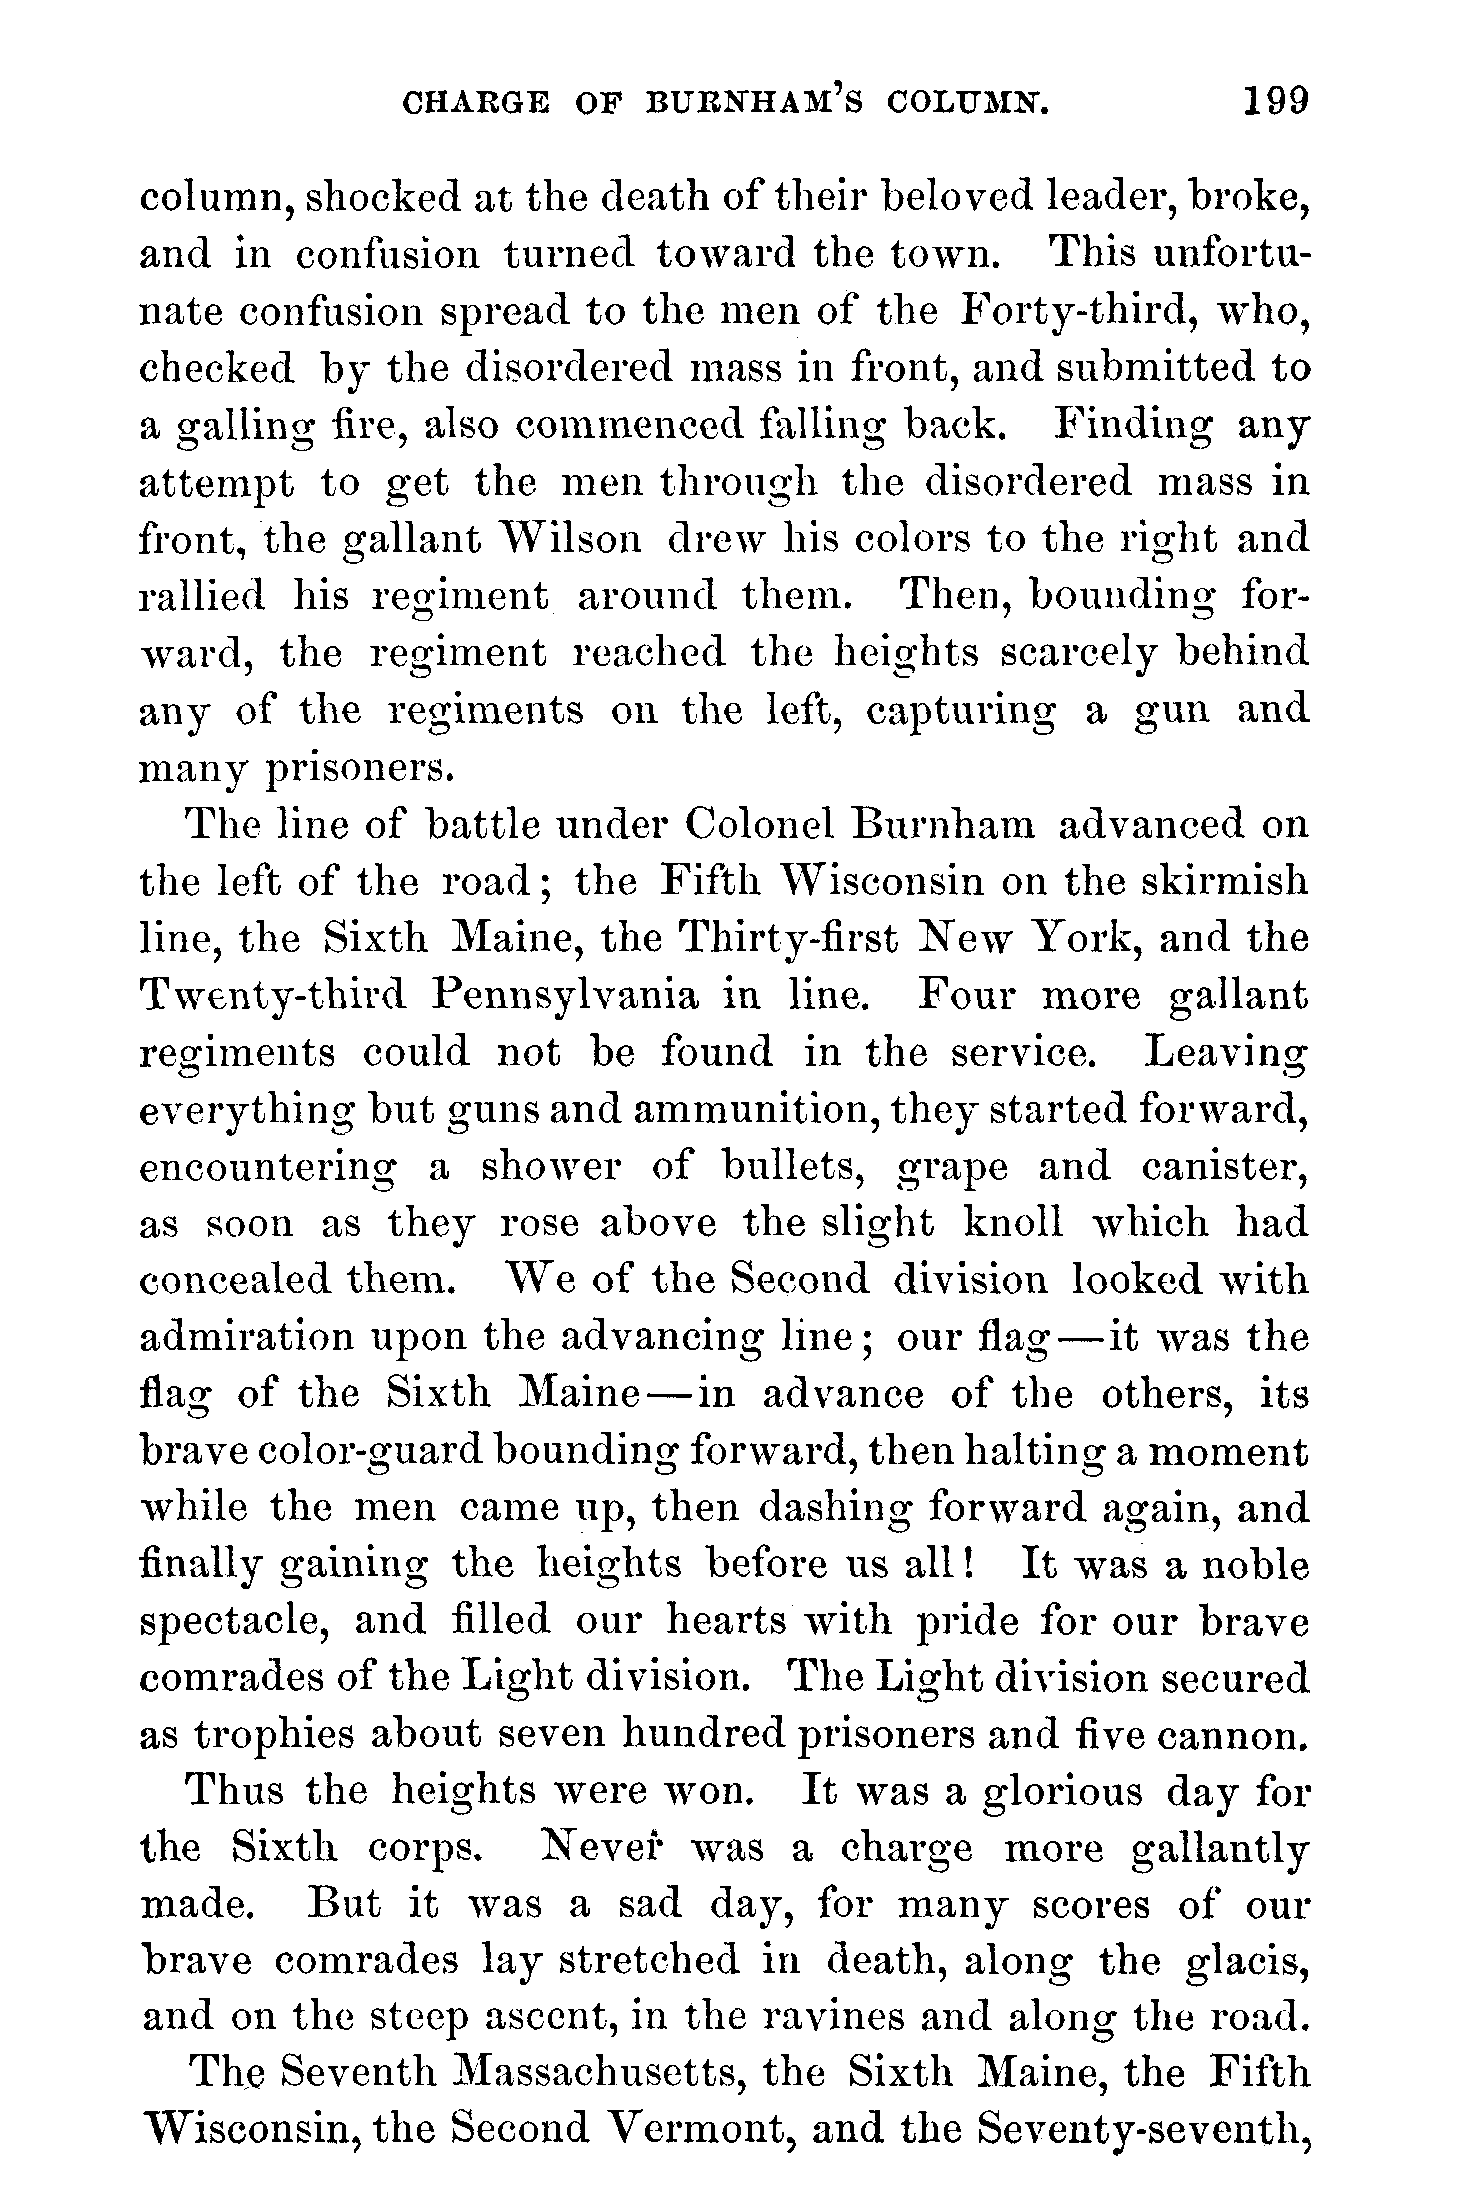 CHARGE OF BURNHAM'S COLUMN. 199
column, shocked at the death of their beloved leader, broke,
and in confusion turned toward the town. This unfortu-
nate confusion spread to the men of the Forty-third, who,
checked by the disordered mass in front, and submitted to
a galling fire, also commenced falling back. Finding any
attempt to get the men through the disordered mass in
front, the gallant Wilson drew his colors to the right and
rallied his regiment around them. Then, bounding for-
ward, the regiment reached the heights scarcely behind
any of the regiments on the left, capturing a gun and
many prisoners.
The line of battle under Colonel Burnham advanced on
the left of the road; the Fifth Wisconsin on the skirmish
line, the Sixth Maine, the Thirty-first New York, and the
Twenty-third Pennsylvania in line. Four more gallant
regiments could not be found in the service. Leaving
everything but guns and ammunition, they started forward,
encountering a shower of bullets, grape and canister,
as soon as they rose above the slight knoll which had
concealed them. We of the Second division looked with
admiration upon the advancing line; our flag—it was the
flag of the Sixth Maine—in advance of the others, its
brave color-guard bounding forward, then halting a moment
while the men came up, then dashing forward again, and
finally gaining the heights before us all! It was a noble
spectacle, and filled our hearts with pride for our brave
comrades of the Light division. The Light division secured
as trophies about seven hundred prisoners and five cannon.
Thus the heights were won. It was a glorious day for
the Sixth corps. Never was a charge more gallantly
made. But it was a sad day, for many scores of our
brave comrades lay stretched in death, along the glacis,
and on the steep ascent, in the ravines and along the road.
The Seventh Massachusetts, the Sixth Maine, the Fifth
Wisconsin, the Second Vermont, and the Seventy-seventh,